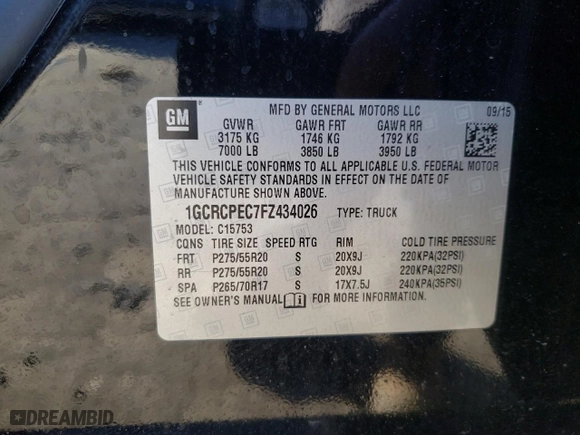 GM
MFD BY GENERAL MOTORS LLC 09/15
GVWR GAWR FRT GAWR RR
3175 KG 1746 KG 1792 KG
7000 LB 3850 LB 3950 LB
THIS VEHICLE CONFORMS TO ALL APPLICABLE U.S. FEDERAL MOTOR
VEHICLE SAFETY STANDARDS IN EFFECT ON THE DATE OF
MANUFACTURE SHOWN ABOVE.
1GCRCPEC7FZ434026 TYPE: TRUCK
MODEL: C15753
CQNS TIRE SIZE SPEED RTG RIM COLD TIRE PRESSURE
FRT P275/55R20 S 20X9J 220KPA(32PSI)
RR P275/55R20 S 20X9J 220KPA(32PSI)
SPA P265/70R17 S 17X7.5J 240KPA(35PSI)
SEE OWNER'S MANUAL FOR MORE INFORMATION.
DREAMBID